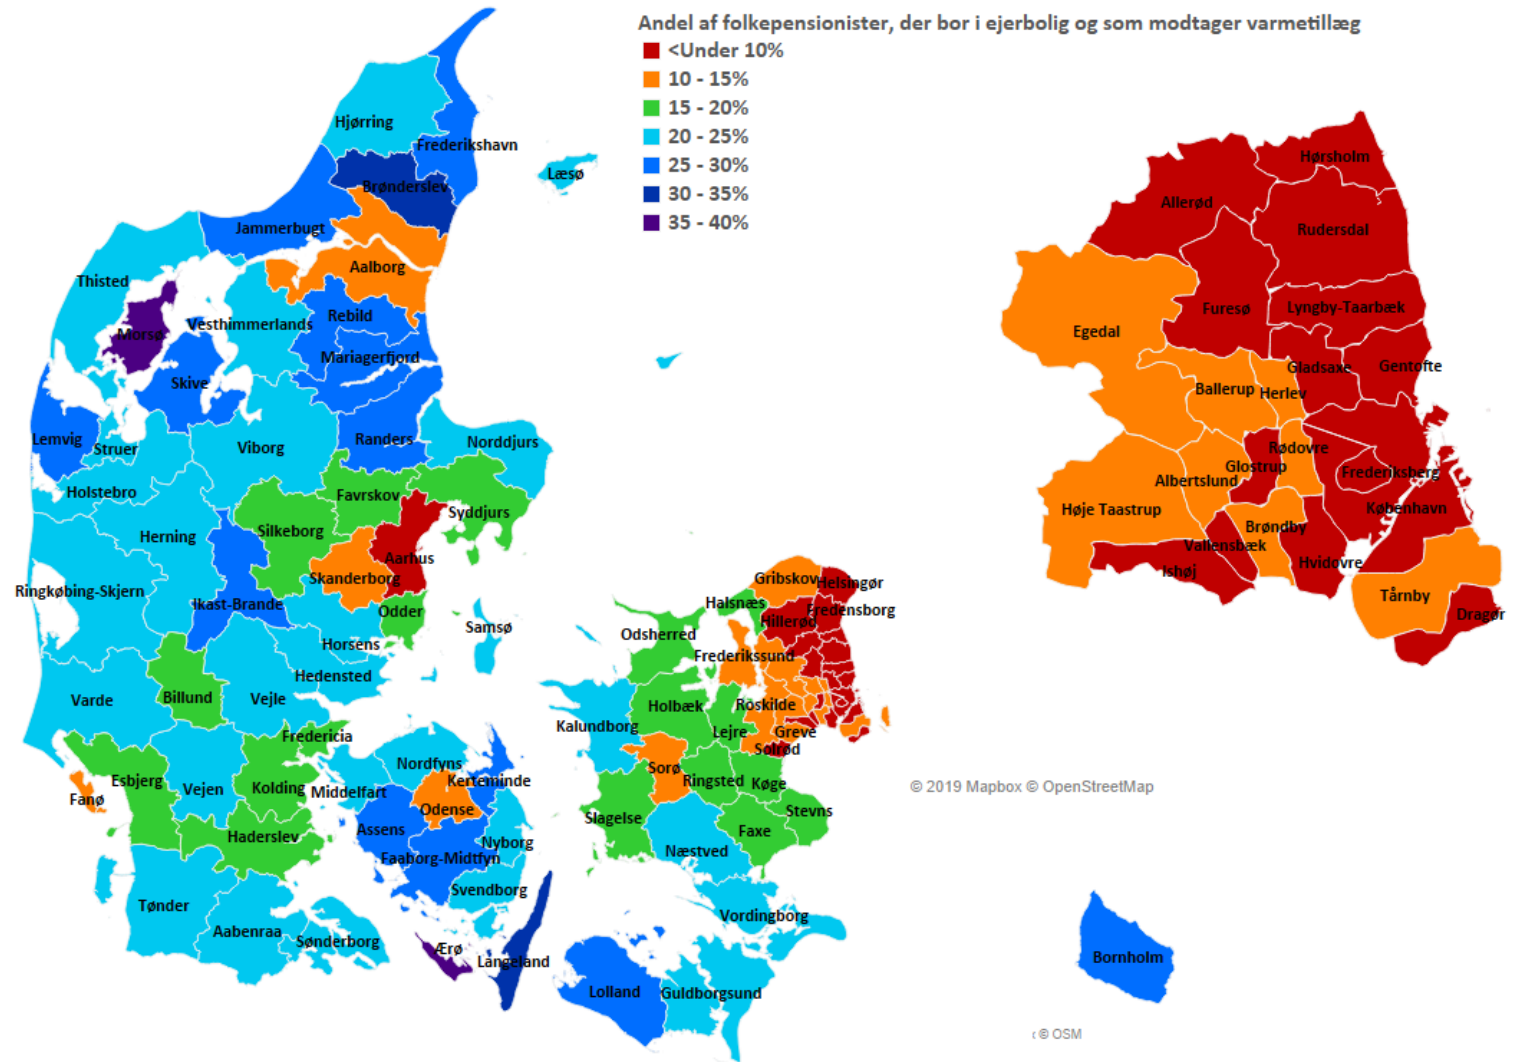 Andel af folkepensionister, der bor i ejerbolig og som modtager varmetillæg
<Under 10%
10 - 15%
15 - 20%
20 - 25%
25 - 30%
30 - 35%
35 - 40%
Hjørring
Frederikshavn
Læsø
Brønderslev
Jammerbugt
Aalborg
Thisted
Rebild
Vesthimmerlands
Morsø
Mariagerfjord
Skive
Lemvig
Struer
Viborg
Randers
Norddjurs
Holstebro
Favrskov
Syddjurs
Herning
Silkeborg
Aarhus
Skanderborg
Ringkøbing-Skjern
Ikast-Brande
Odder
Samsø
Horsens
Hedensted
Varde
Billund
Vejle
Fredericia
Esbjerg
Vejen
Kolding
Fanø
Haderslev
Tønder
Aabenraa
Sønderborg
Nordfyns
Middelfart
Kerteminde
Odense
Assens
Nyborg
Faaborg-Midtfyn
Svendborg
Ærø
Langeland
Gribskov
Helsingør
Halsnæs
Fredensborg
Hillerød
Odsherred
Frederikssund
Holbæk
Roskilde
Kalundborg
Lejre
Greve
Solrød
Sorø
Ringsted
Køge
Slagelse
Stevns
Faxe
Næstved
Vordingborg
Lolland
Guldborgsund
Hørsholm
Allerød
Rudersdal
Furesø
Lyngby-Taarbæk
Egedal
Gladsaxe
Gentofte
Ballerup
Herlev
Rødovre
Glostrup
Frederiksberg
Albertslund
Høje Taastrup
København
Brøndby
Vallensbæk
Hvidovre
Ishøj
Tårnby
Dragør
© 2019 Mapbox © OpenStreetMap
Bornholm
© OSM